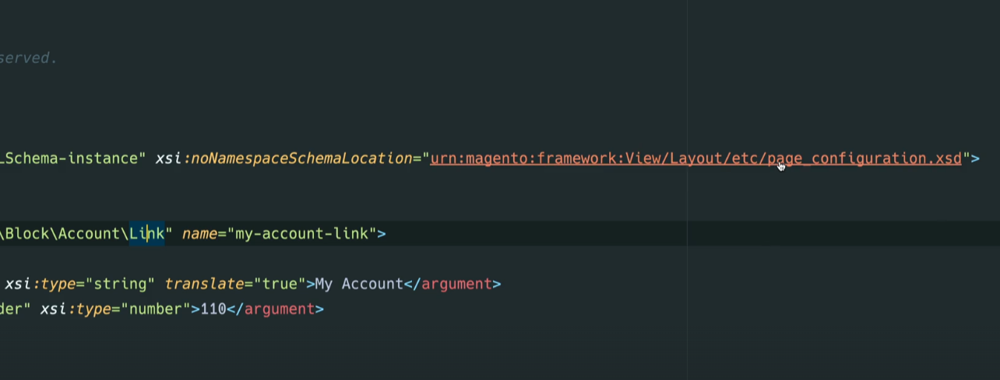 served.
LSchema-instance" xsi:noNamespaceSchemaLocation="urn:magento:framework:View/Layout/etc/page_configuration.xsd">
\Block\Account\Link" name="my-account-link">
xsi:type="string" translate="true">My Account</argument>
der" xsi:type="number">110</argument>